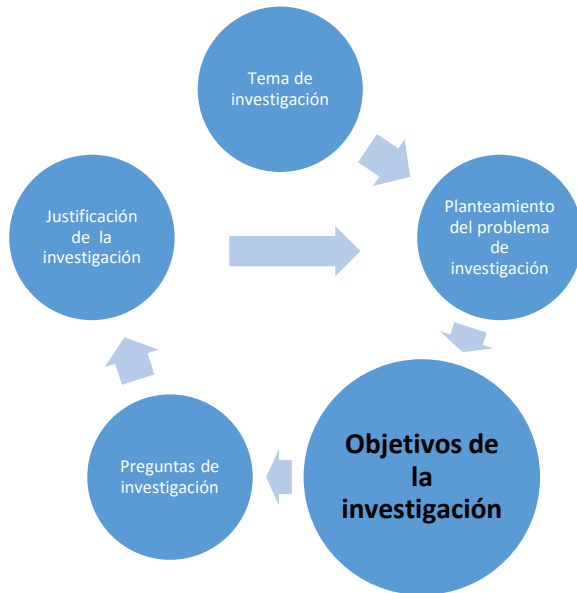 Tema de
investigación
Planteamiento
del problema
de
investigación
Objetivos de
la
investigación
Preguntas de
investigación
Justificación
de la
investigación